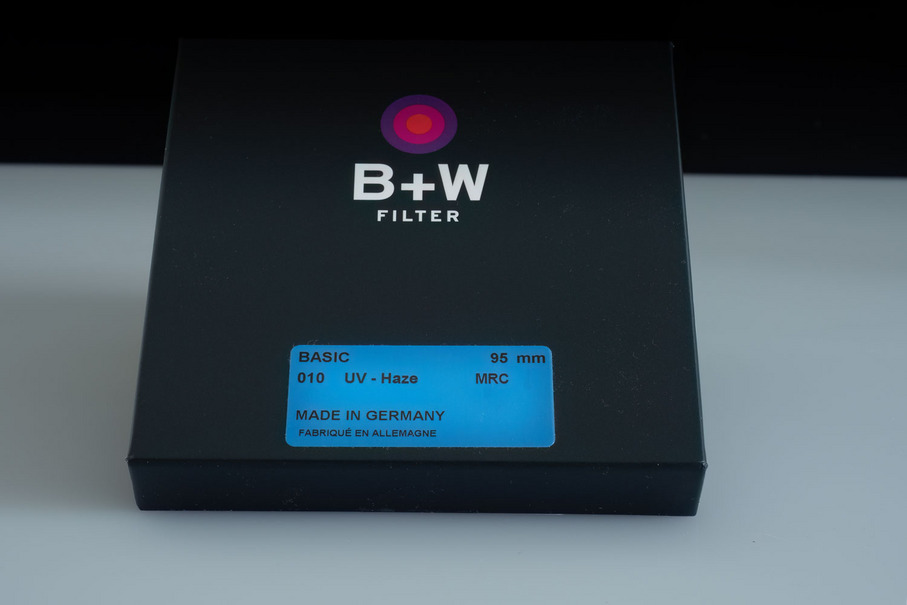 B+W
FILTER
BASIC 95 mm
010 UV - Haze MRC
MADE IN GERMANY
FABRIQUÉ EN ALLEMAGNE